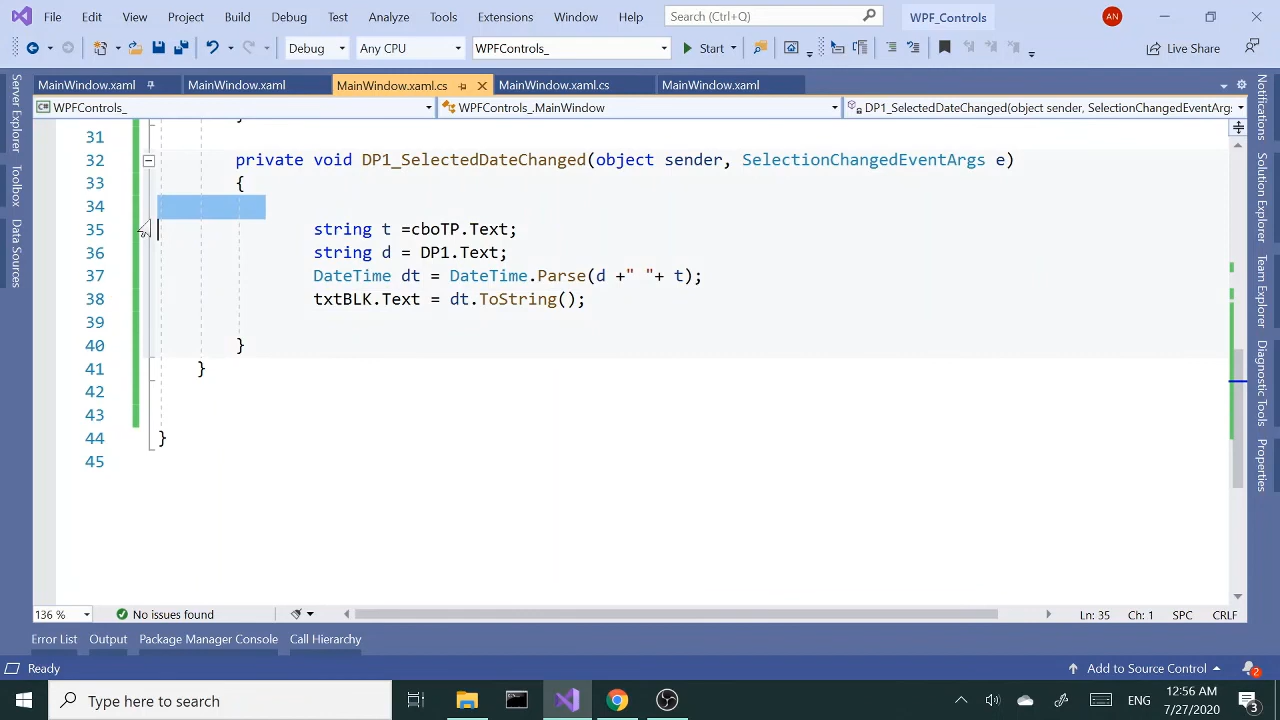 File Edit View Project Build Debug Test Analyze Tools Extensions Window Help Search (Ctrl+Q) WPF_Controls AN
Debug Any CPU WPFControls_ Start Live Share
MainWindow.xaml MainWindow.xaml MainWindow.xaml.cs MainWindow.xaml.cs MainWindow.xaml
C# WPFControls_ WPFControls_.MainWindow DP1_SelectedDateChanged(object sender, SelectionChangedEventArgs
Server Explorer
Toolbox
Data Sources
31
32 private void DP1_SelectedDateChanged(object sender, SelectionChangedEventArgs e)
33 {
34
35 string t =cboTP.Text;
36 string d = DP1.Text;
37 DateTime dt = DateTime.Parse(d +" "+ t);
38 txtBLK.Text = dt.ToString();
39
40 }
41 }
42
43
44 }
45
Notifications
Solution Explorer
Team Explorer
Diagnostic Tools
Properties
136 % No issues found Ln: 35 Ch: 1 SPC CRLF
Error List Output Package Manager Console Call Hierarchy
Ready Add to Source Control 2
Type here to search ENG 12:56 AM
7/27/2020 3